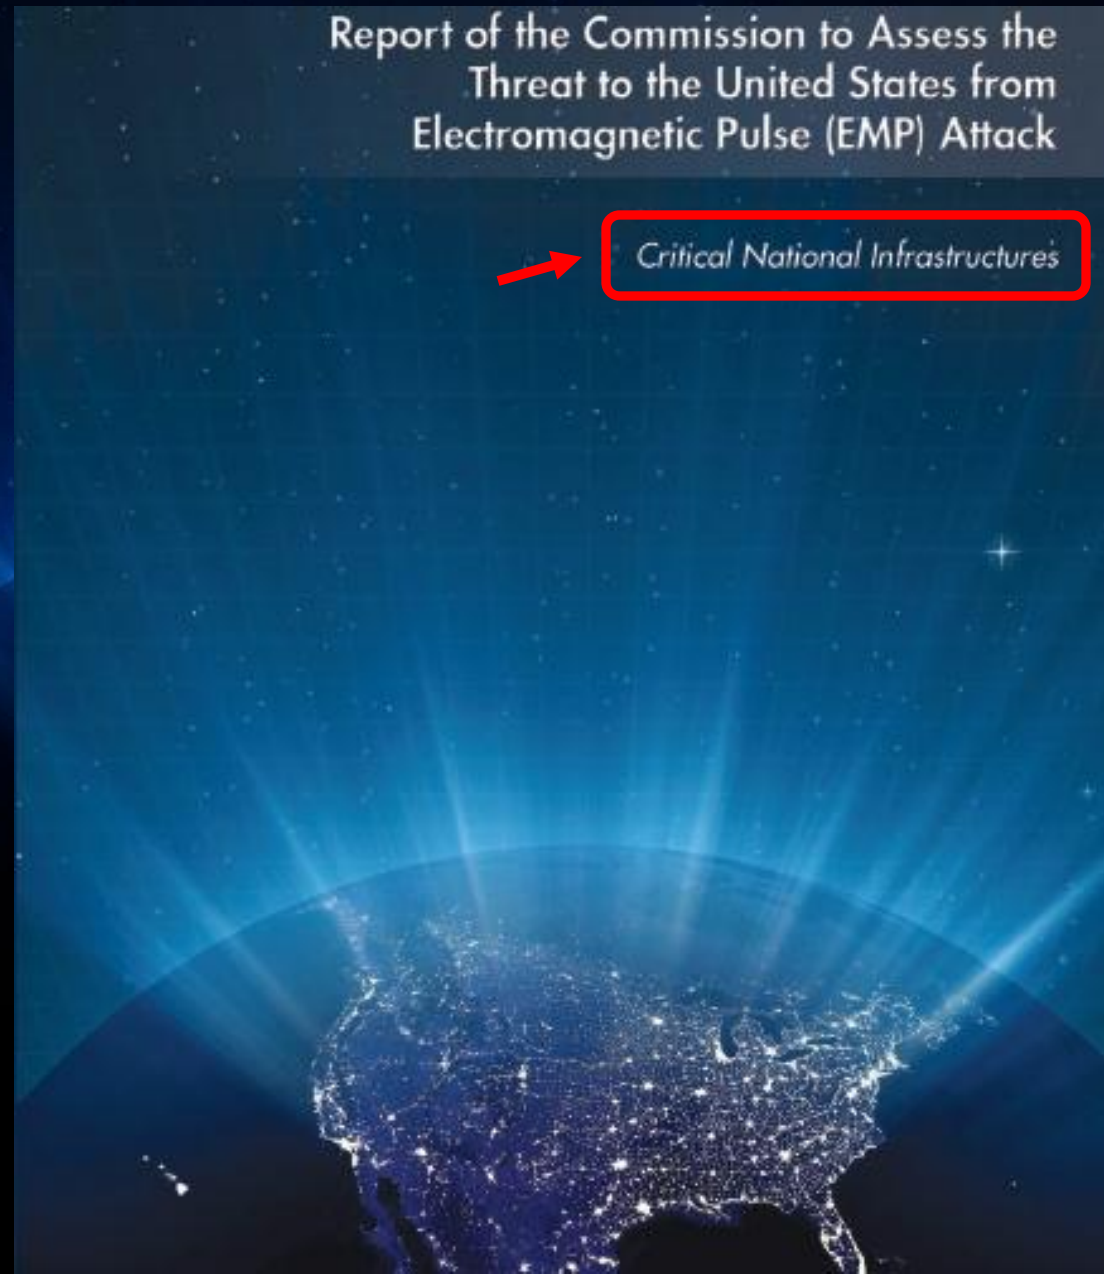 Report of the Commission to Assess the
Threat to the United States from
Electromagnetic Pulse (EMP) Attack
Critical National Infrastructures